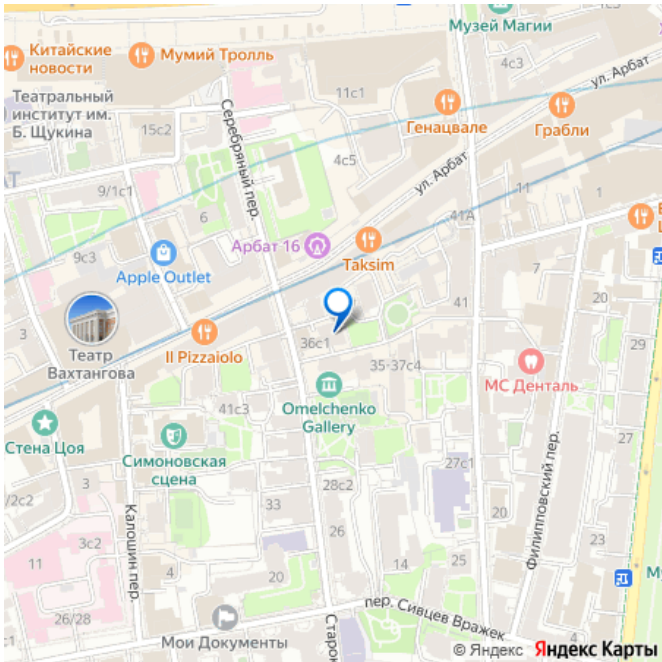 Музей Магии
4с3
Китайские
новости
Мумий Тролль
ул. Арбат
11с1
Театральный
институт им.
Б. Щукина
Генацвале
Грабли
15с2
Серебряный пер.
4с5
ул. Арбат
11
1
9/1с1
6
41А
Арбат 16
9с3
Taksim
Apple Outlet
7
20
41
3
Театр
Вахтангова
Il Pizzaiolo
36с1
29
35-37с4
МС Денталь
41с3
Omelchenko
Gallery
Стена Цоя
Симоновская
сцена
27
27с1
Филипповский пер.
28с2
26/2с2
Калошин пер.
20
26
23
3с2
11
14
25
4
20
26/28
пер. Сивцев Вражек
Мои Документы
4
© Яндекс Яндекс Карты